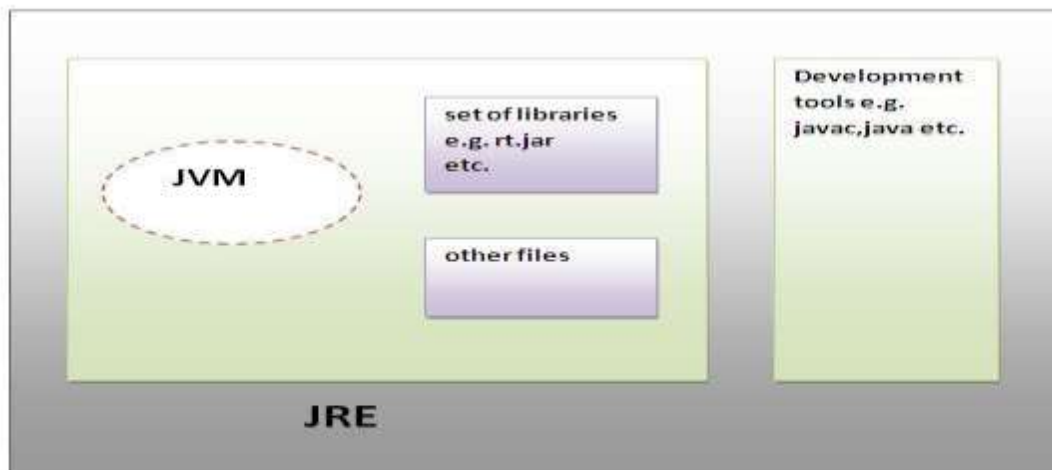 JVM
set of libraries
e.g. rt.jar
etc.
other files
Development
tools e.g.
javac,java etc.
JRE